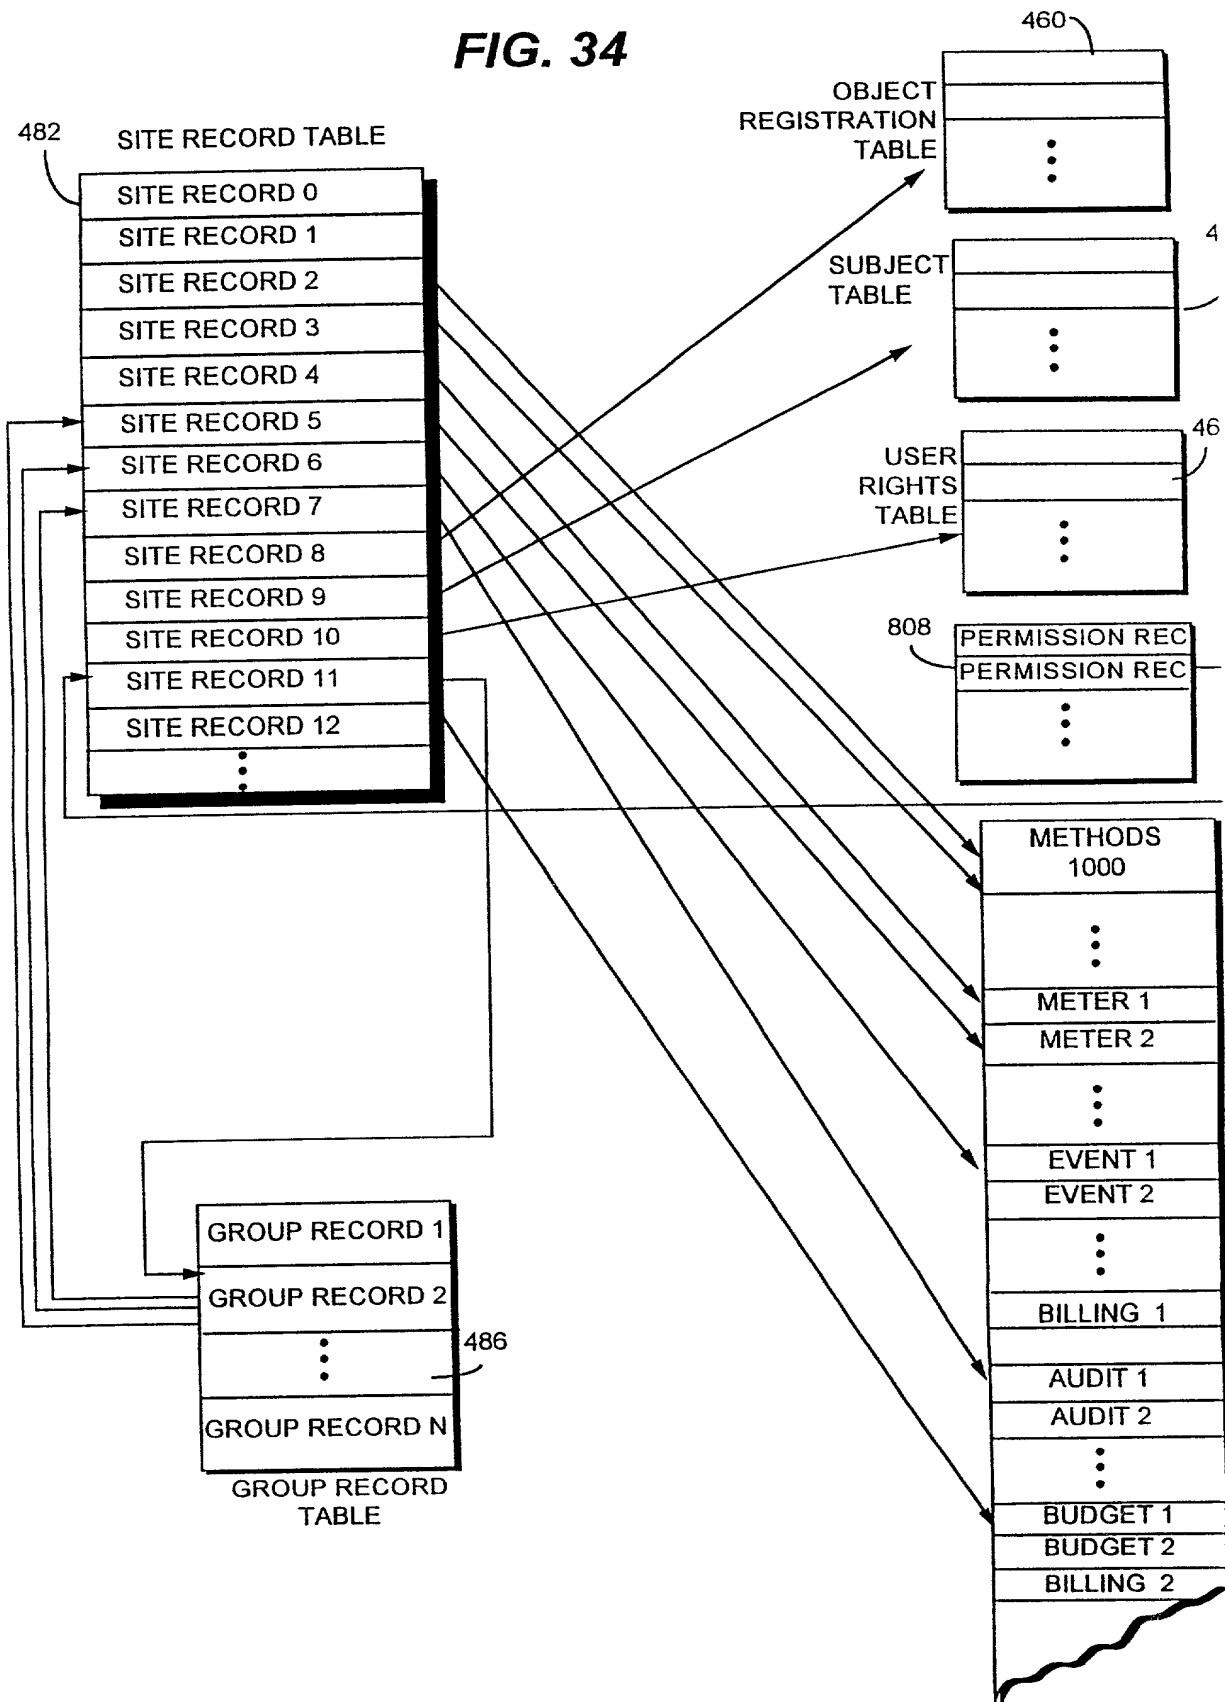 FIG. 34
460
OBJECT
REGISTRATION
TABLE
482
SITE RECORD TABLE
SITE RECORD 0
SITE RECORD 1
SITE RECORD 2
SITE RECORD 3
SITE RECORD 4
SITE RECORD 5
SITE RECORD 6
SITE RECORD 7
SITE RECORD 8
SITE RECORD 9
SITE RECORD 10
SITE RECORD 11
SITE RECORD 12
4
SUBJECT
TABLE
46
USER
RIGHTS
TABLE
808
PERMISSION REC
PERMISSION REC
METHODS
1000
METER 1
METER 2
EVENT 1
EVENT 2
BILLING 1
AUDIT 1
AUDIT 2
BUDGET 1
BUDGET 2
BILLING 2
GROUP RECORD 1
GROUP RECORD 2
486
GROUP RECORD N
GROUP RECORD
TABLE